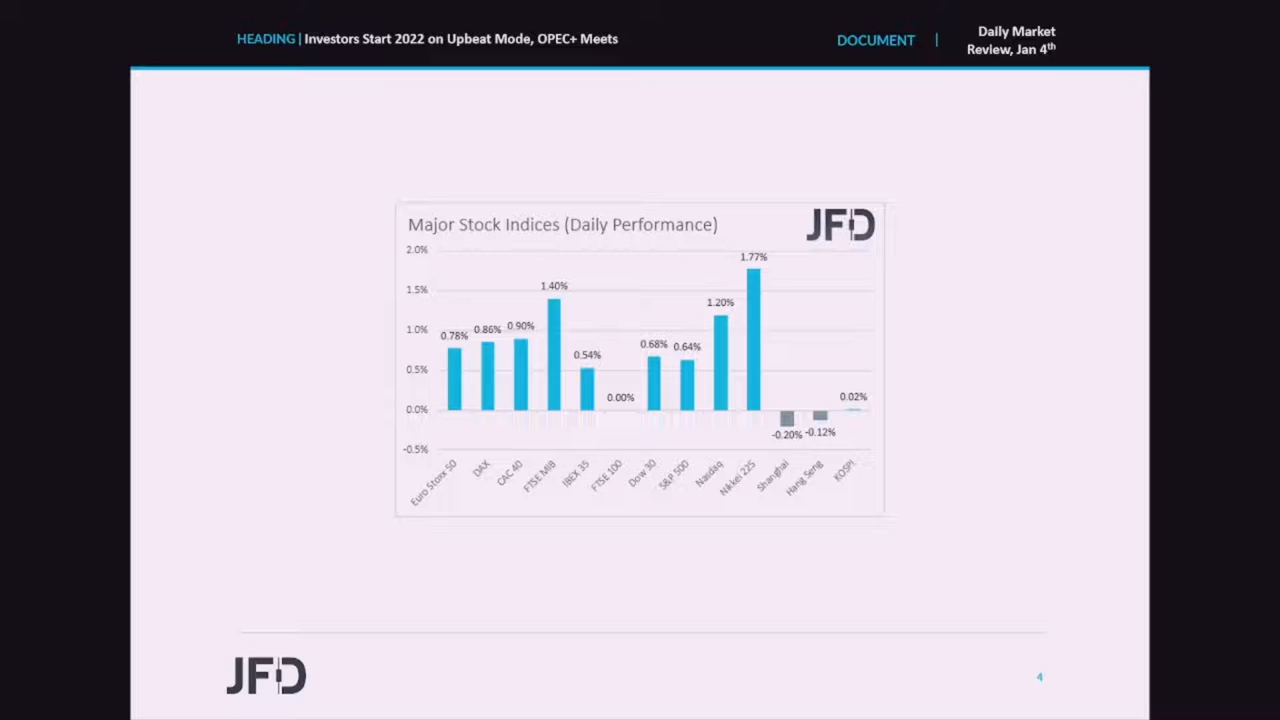 HEADING | Investors Start 2022 on Upbeat Mode, OPEC+ Meets
DOCUMENT |
Daily Market
Review, Jan 4th
Major Stock Indices (Daily Performance)
JFD
2.0%
1.5%
1.0%
0.5%
0.0%
-0.5%
0.78%
0.86%
0.90%
1.40%
0.54%
0.00%
0.68%
0.64%
1.20%
1.77%
-0.20%
-0.12%
0.02%
Euro Stoxx 50
DAX
CAC 40
FTSE MIB
IBEX 35
FTSE 100
Dow 30
S&P 500
Nasdaq
Nikkei 225
Shanghai
Hang Seng
KOSPI
JFD
4